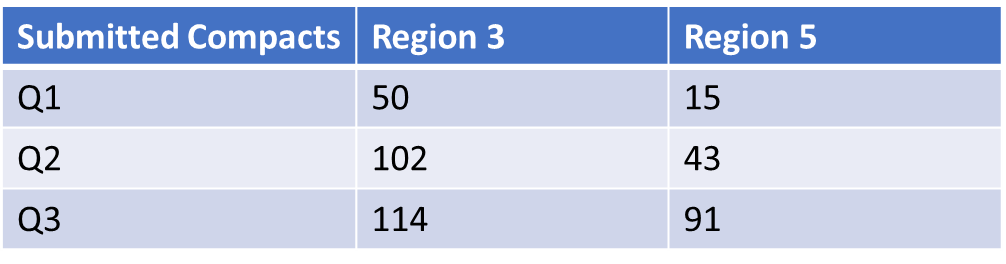 Submitted Compacts Region 3 Region 5
Q1 50 15
Q2 102 43
Q3 114 91